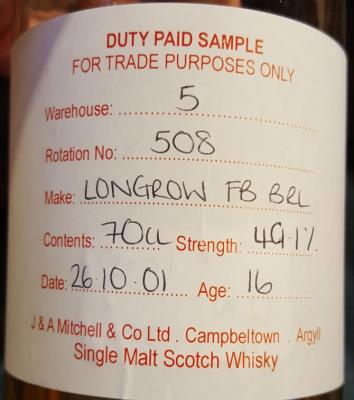 DUTY PAID SAMPLE
FOR TRADE PURPOSES ONLY
Warehouse: 5
Rotation No: 508
Make: LONGROW FB BRL
Contents: 70CL Strength: 49.1%
Date: 26.10.01 Age: 16
J & A Mitchell & Co Ltd . Campbeltown . Argyll
Single Malt Scotch Whisky